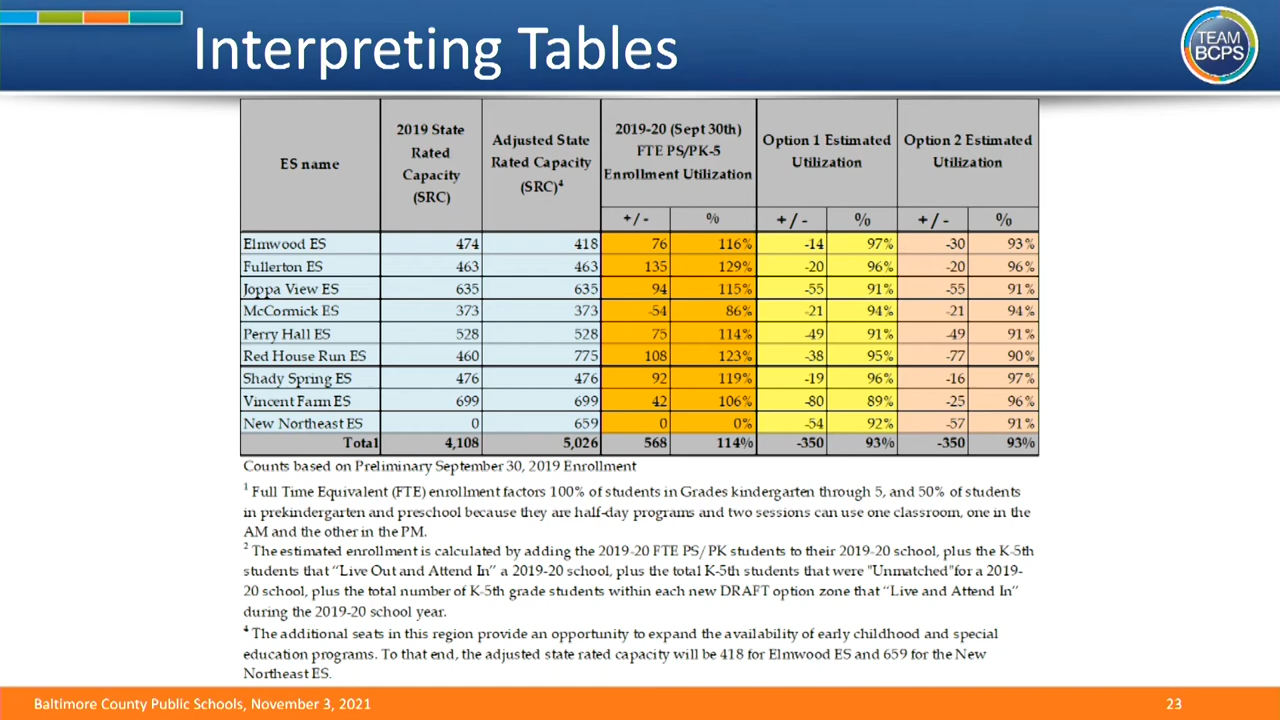 Interpreting Tables
TEAM
BCPS
ES name
2019 State
Rated
Capacity
(SRC)
Adjusted State
Rated Capacity
(SRC)⁴
2019-20 (Sept 30th)
FTE PS/PK-5
Enrollment Utilization
Option 1 Estimated
Utilization
Option 2 Estimated
Utilization
+ / - % + / - % + / - %
Elmwood ES 474 418 76 116% -14 97% -30 93%
Fullerton ES 463 463 135 129% -20 96% -20 96%
Joppa View ES 635 635 94 115% -55 91% -55 91%
McCormick ES 373 373 -54 86% -21 94% -21 94%
Perry Hall ES 528 528 75 114% -49 91% -49 91%
Red House Run ES 460 775 108 123% -38 95% -77 90%
Shady Spring ES 476 476 92 119% -19 96% -16 97%
Vincent Farm ES 699 699 42 106% -80 89% -25 96%
New Northeast ES 0 659 0 0% -54 92% -57 91%
Total 4,108 5,026 568 114% -350 93% -350 93%
Counts based on Preliminary September 30, 2019 Enrollment
¹ Full Time Equivalent (FTE) enrollment factors 100% of students in Grades kindergarten through 5, and 50% of students
in prekindergarten and preschool because they are half-day programs and two sessions can use one classroom, one in the
AM and the other in the PM.
² The estimated enrollment is calculated by adding the 2019-20 FTE PS/PK students to their 2019-20 school, plus the K-5th
students that “Live Out and Attend In” a 2019-20 school, plus the total K-5th students that were "Unmatched"for a 2019-
20 school, plus the total number of K-5th grade students within each new DRAFT option zone that “Live and Attend In”
during the 2019-20 school year.
⁴ The additional seats in this region provide an opportunity to expand the availability of early childhood and special
education programs. To that end, the adjusted state rated capacity will be 418 for Elmwood ES and 659 for the New
Northeast ES.
Baltimore County Public Schools, November 3, 2021 23